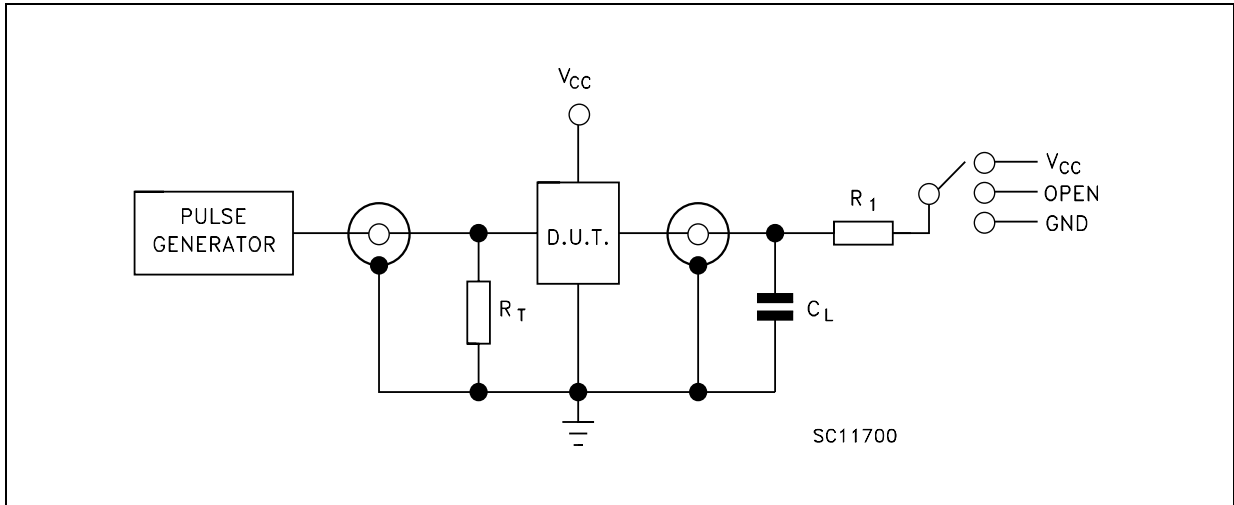 VCC
PULSE
GENERATOR
D.U.T.
RT
R1
CL
VCC
OPEN
GND
SC11700